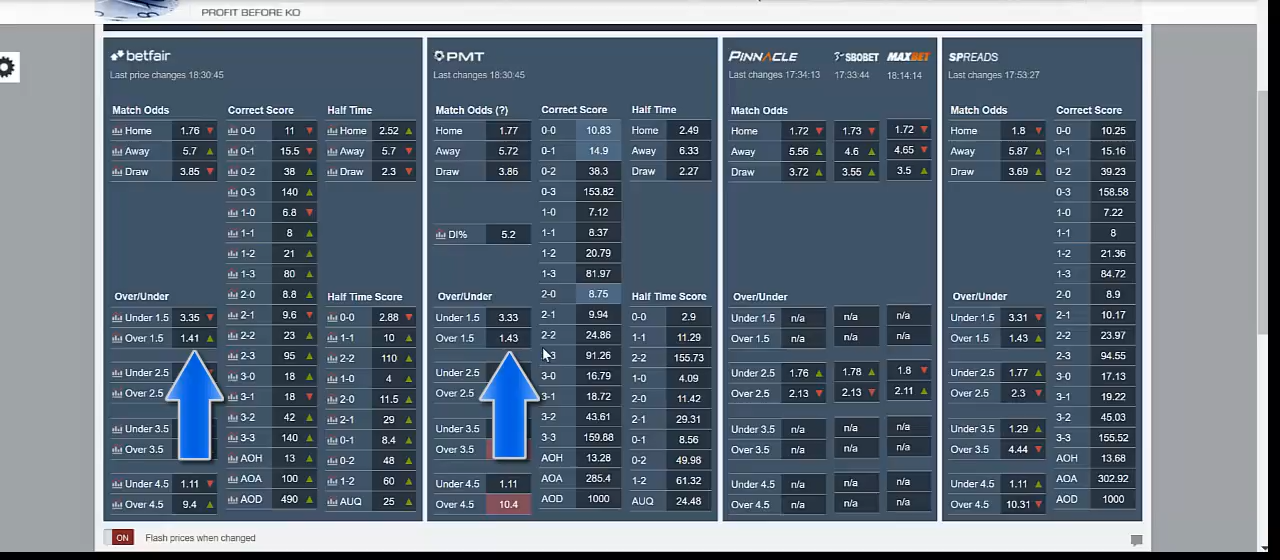 PROFIT BEFORE KO
betfair
Last price changes 18:30:45
Match Odds
Home 1.76
Away 5.7
Draw 3.85
Over/Under
Under 1.5 3.35
Over 1.5 1.41
Under 2.5
Over 2.5
Under 3.5
Over 3.5
Under 4.5 1.11
Over 4.5 9.4
Correct Score
0-0 11
0-1 15.5
0-2 38
0-3 140
1-0 6.8
1-1 8
1-2 21
1-3 80
2-0 8.8
2-1 9.6
2-2 23
2-3 95
3-0 18
3-1 18
3-2 42
3-3 140
AOH 13
AOA 100
AOD 490
Half Time
Home 2.52
Away 5.7
Draw 2.3
Half Time Score
0-0 2.88
1-1 10
2-2 110
1-0 4
2-0 11.5
2-1 29
0-1 8.4
0-2 48
1-2 60
AUQ 25
PMT
Last changes 18:30:45
Match Odds (?)
Home 1.77
Away 5.72
Draw 3.86
DI% 5.2
Over/Under
Under 1.5 3.33
Over 1.5 1.43
Under 2.5
Over 2.5
Under 3.5
Over 3.5
Under 4.5 1.11
Over 4.5 10.4
Correct Score
0-0 10.83
0-1 14.9
0-2 38.3
0-3 153.82
1-0 7.12
1-1 8.37
1-2 20.79
1-3 81.97
2-0 8.75
2-1 9.94
2-2 24.86
91.26
3-0 16.79
3-1 18.72
3-2 43.61
3-3 159.88
AOH 13.28
AOA 285.4
AOD 1000
Half Time
Home 2.49
Away 6.33
Draw 2.27
Half Time Score
0-0 2.9
1-1 11.29
2-2 155.73
1-0 4.09
2-0 11.42
2-1 29.31
0-1 8.56
0-2 49.98
1-2 61.32
AUQ 24.48
PINNACLE SBOBET MAXBET
Last changes 17:34:13 17:33:44 18:14:14
Match Odds
Home 1.72 1.73 1.72
Away 5.56 4.6 4.65
Draw 3.72 3.55 3.5
Over/Under
Under 1.5 n/a n/a n/a
Over 1.5 n/a n/a n/a
Under 2.5 1.76 1.78 1.8
Over 2.5 2.13 2.13 2.11
Under 3.5 n/a n/a n/a
Over 3.5 n/a n/a n/a
Under 4.5 n/a n/a n/a
Over 4.5 n/a n/a n/a
SPREADS
Last changes 17:53:27
Match Odds
Home 1.8
Away 5.87
Draw 3.69
Over/Under
Under 1.5 3.31
Over 1.5 1.43
Under 2.5 1.77
Over 2.5 2.3
Under 3.5 1.29
Over 3.5 4.44
Under 4.5 1.11
Over 4.5 10.31
Correct Score
0-0 10.25
0-1 15.16
0-2 39.23
0-3 158.58
1-0 7.22
1-1 8
1-2 21.36
1-3 84.72
2-0 8.9
2-1 10.17
2-2 23.97
2-3 94.55
3-0 17.13
3-1 19.22
3-2 45.03
3-3 155.52
AOH 13.68
AOA 302.92
AOD 1000
ON Flash prices when changed